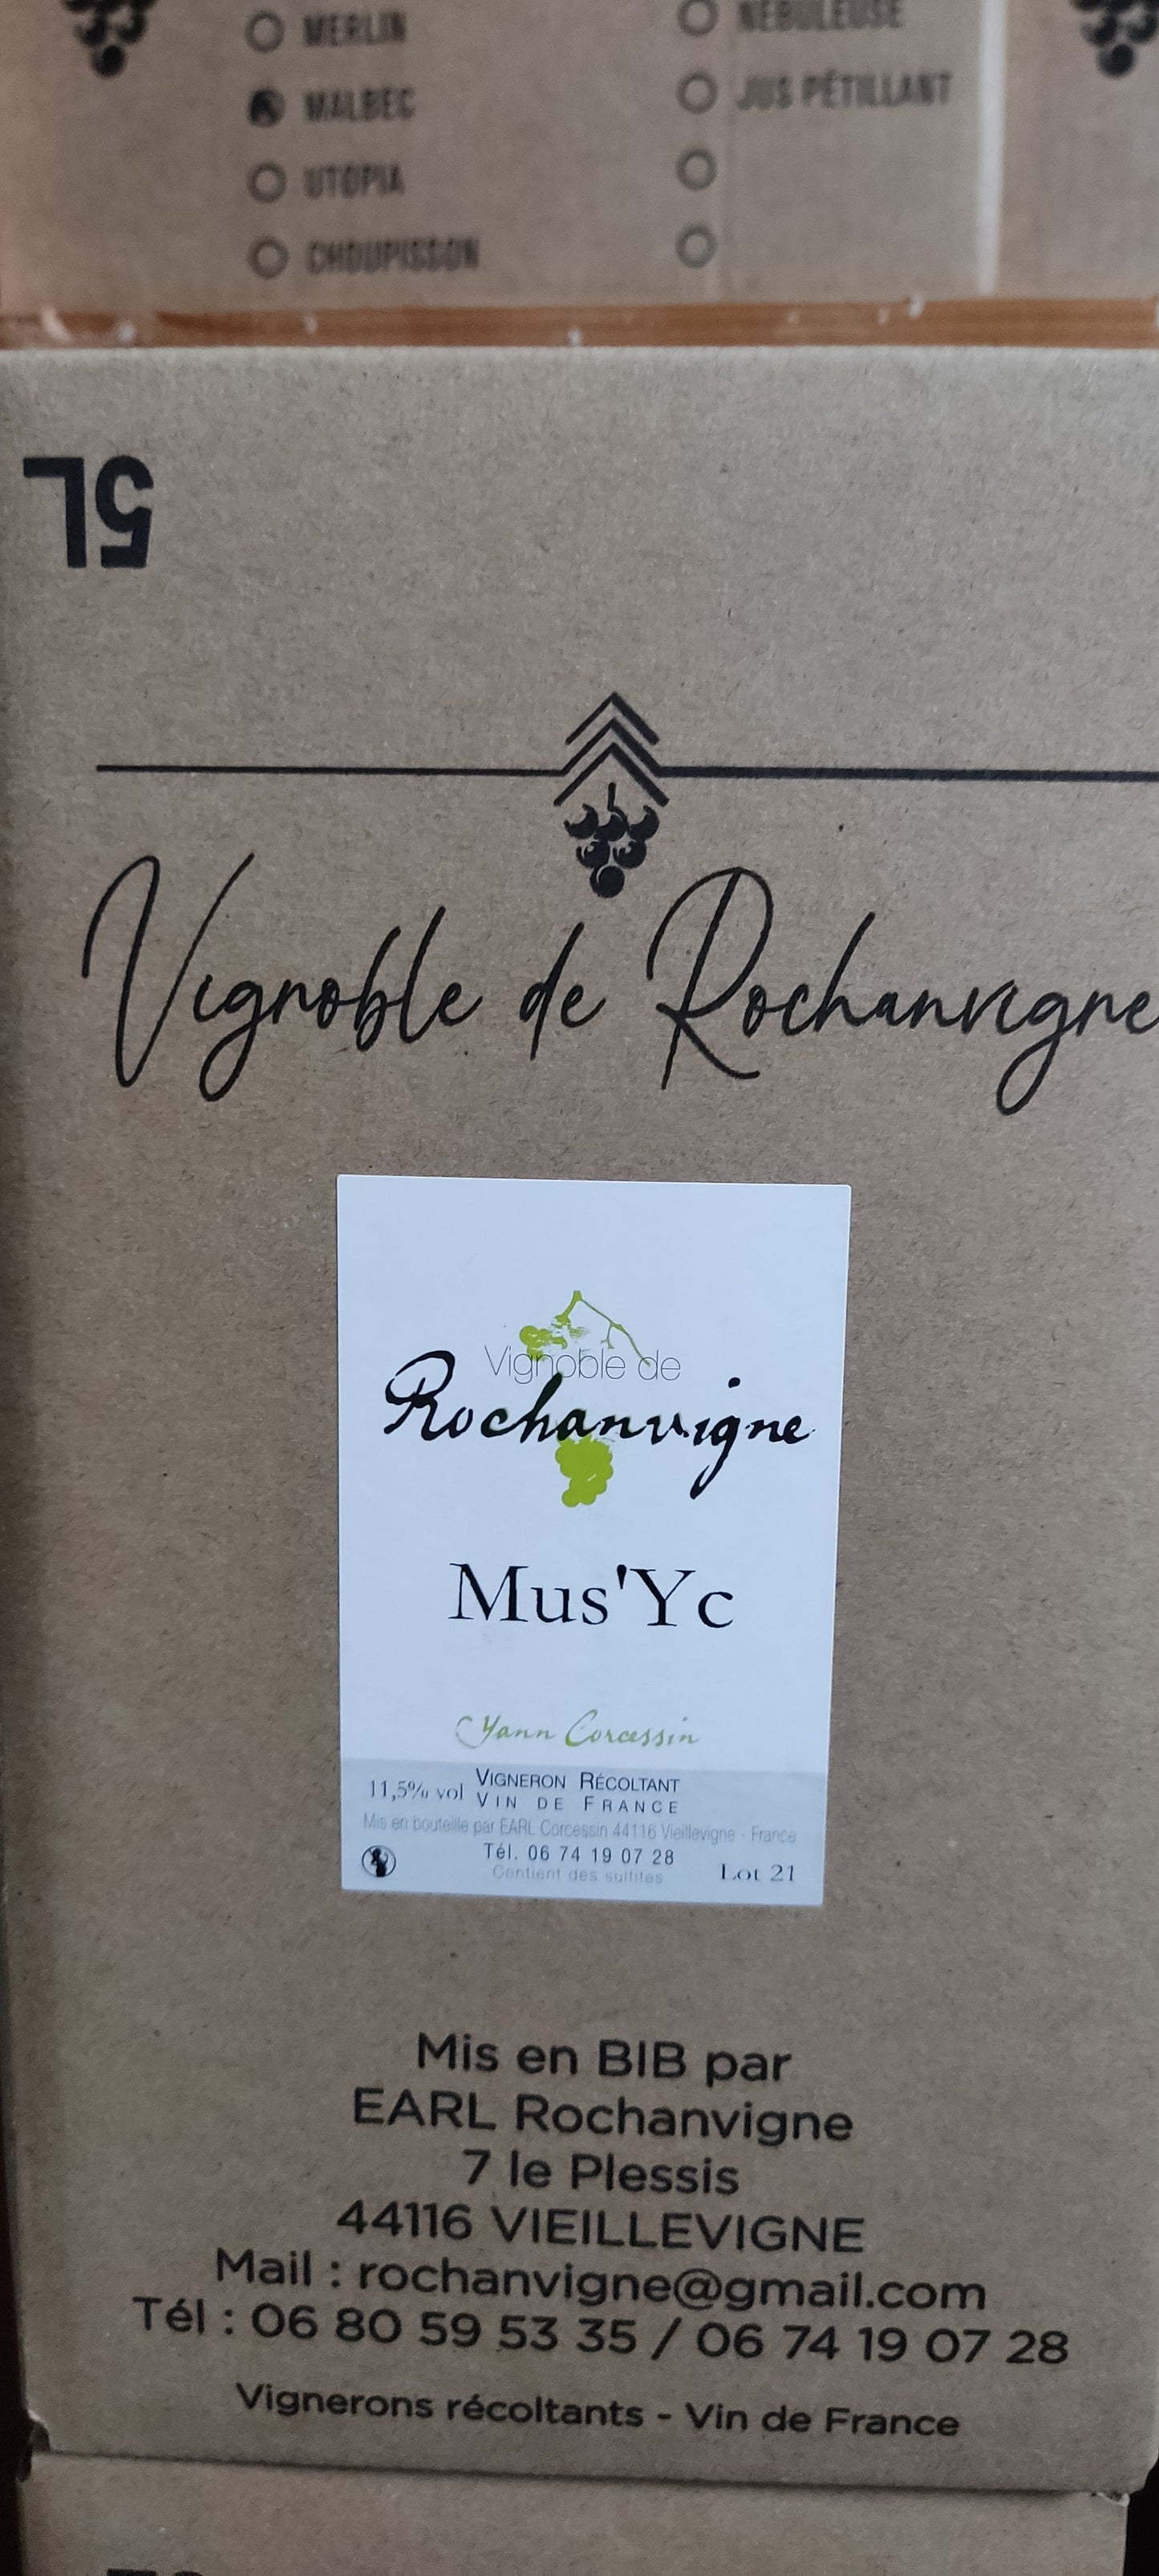 MERLIN
NÉBULEUSE
MALBEC
JUS PÉTILLANT
UTOPIA
CHOUPISSON
5L
Vignoble de Rochanvigne
Vignoble de
Rochanvigne
Mus'Yc
Yann Corcessin
11,5% vol
VIGNERON RÉCOLTANT
VIN DE FRANCE
Mis en bouteille par EARL Corcessin 44116 Vieillevigne - France
Tél. 06 74 19 07 28
Contient des sulfites
Lot 21
Mis en BIB par
EARL Rochanvigne
7 le Plessis
44116 VIEILLEVIGNE
Mail : rochanvigne@gmail.com
Tél : 06 80 59 53 35 / 06 74 19 07 28
Vignerons récoltants - Vin de France